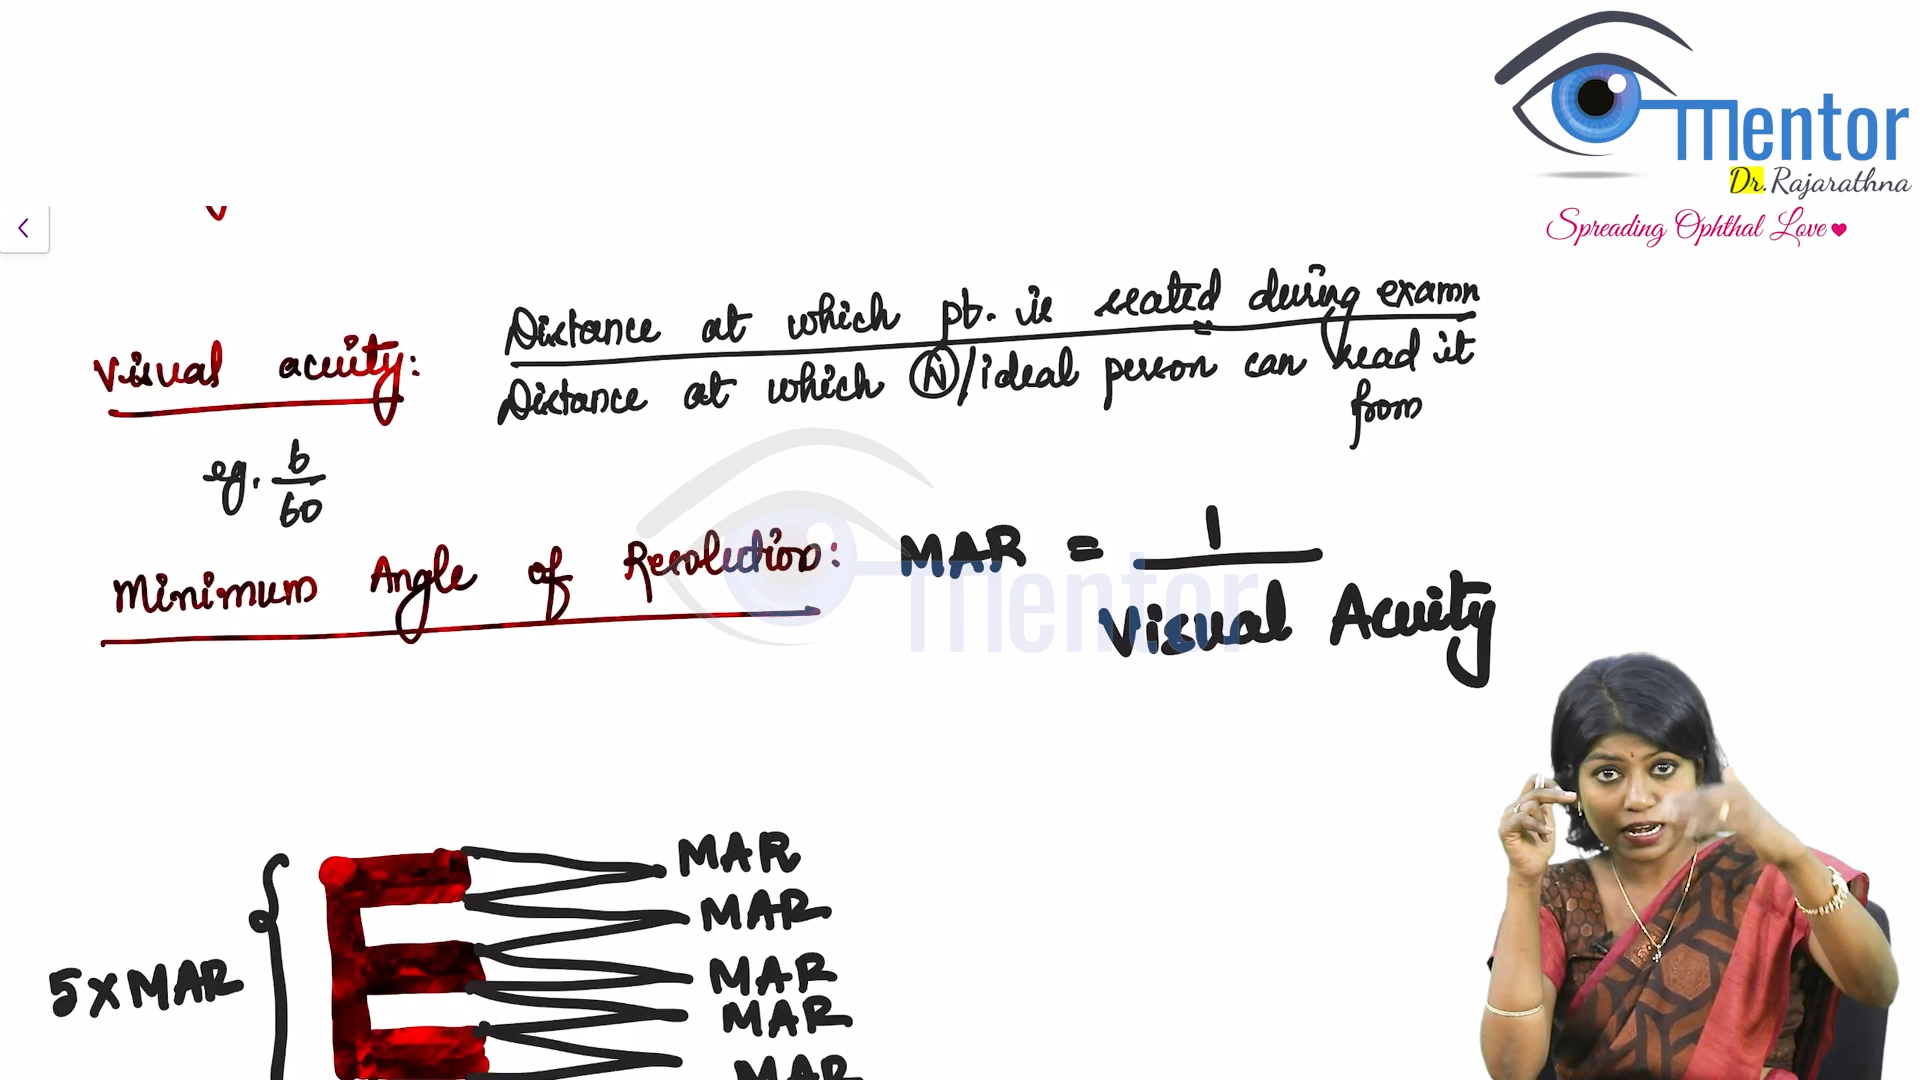 mentor
Dr. Rajarathna
Spreading Ophthal Love
Visual acuity:
Distance at which pt. is seated during examn
Distance at which N/ideal person can read it
from
eg. 6
60
Minimum Angle of Resolution:
MAR = 1
Visual Acuity
mentor
MAR
MAR
MAR
MAR
MAR
5xMAR